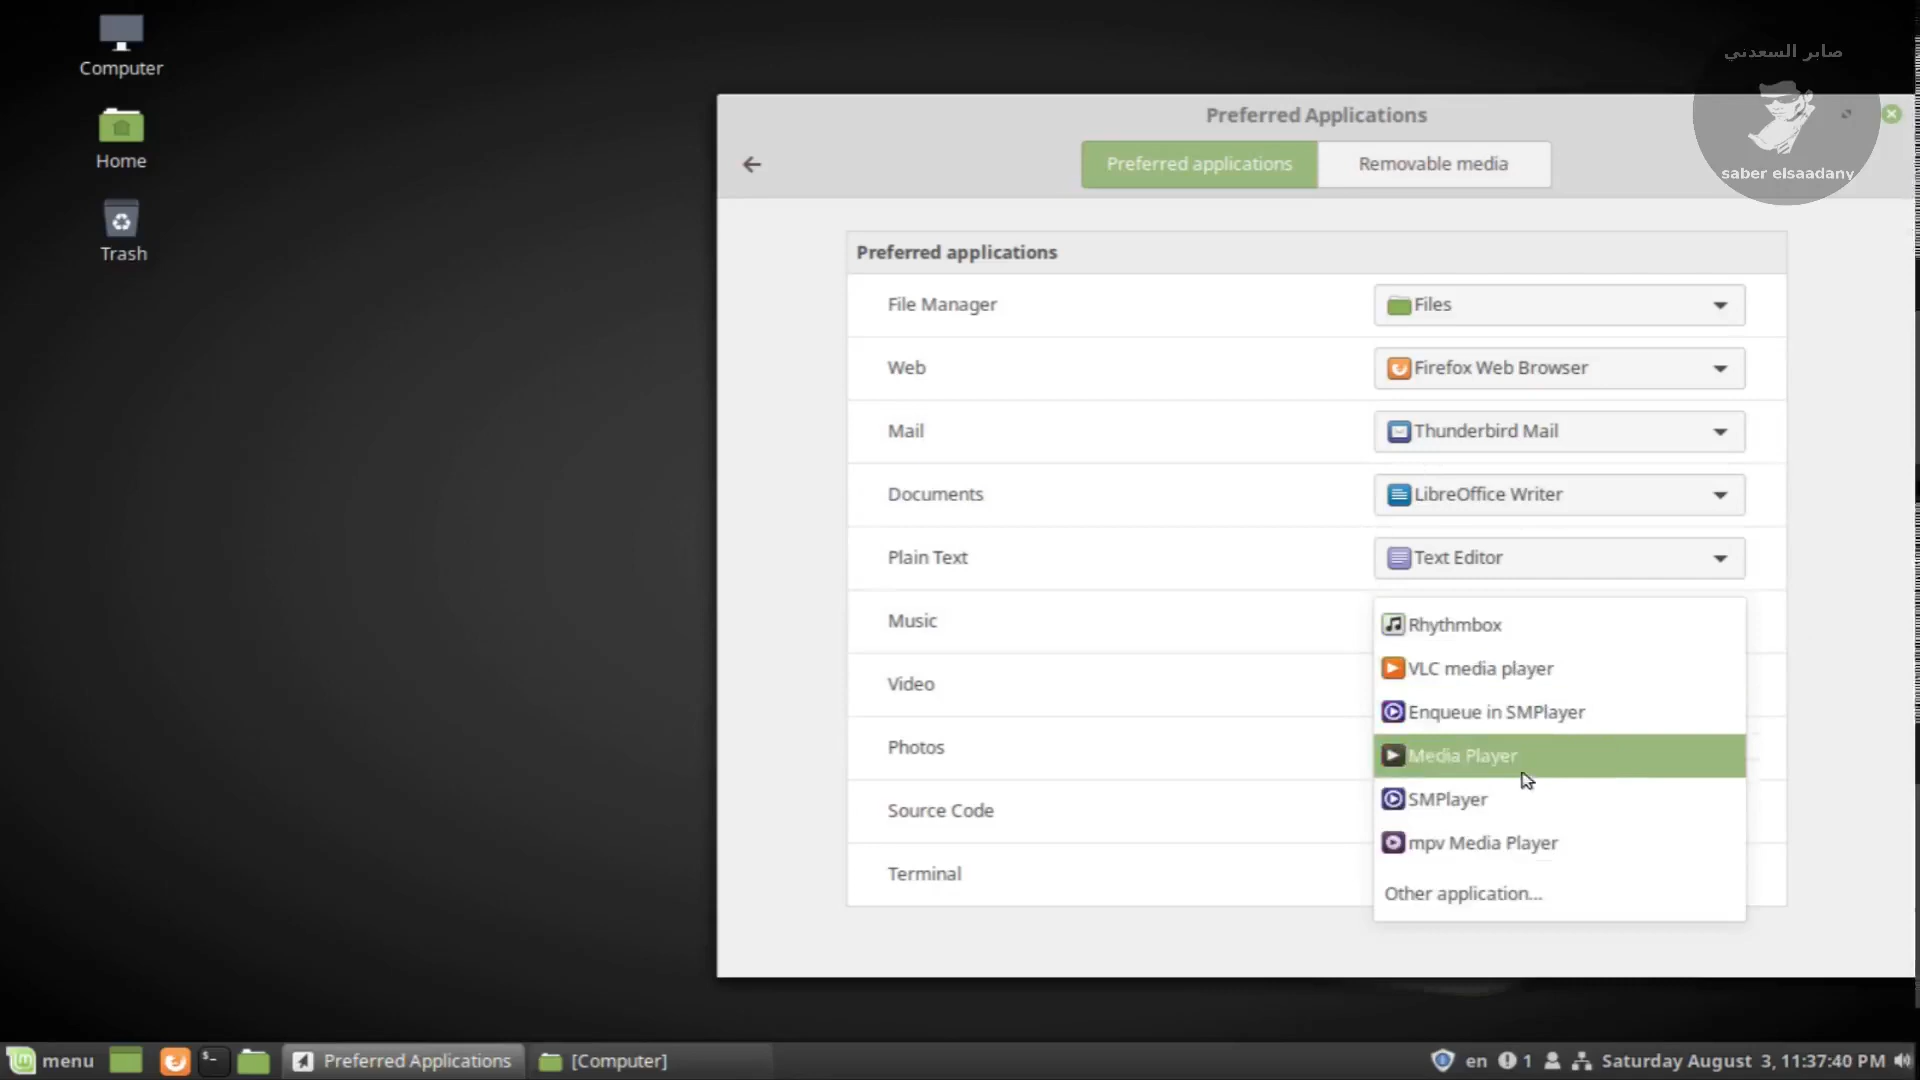 Computer
Home
Trash
صابر السعدني
saber elsaadany
Preferred Applications
Preferred applications
Removable media
Preferred applications
File Manager
Files
Web
Firefox Web Browser
Mail
Thunderbird Mail
Documents
LibreOffice Writer
Plain Text
Text Editor
Music
Video
Photos
Source Code
Terminal
Rhythmbox
VLC media player
Enqueue in SMPlayer
Media Player
SMPlayer
mpv Media Player
Other application...
menu
$-
Preferred Applications
[Computer]
en
1
Saturday August 3, 11:37:40 PM